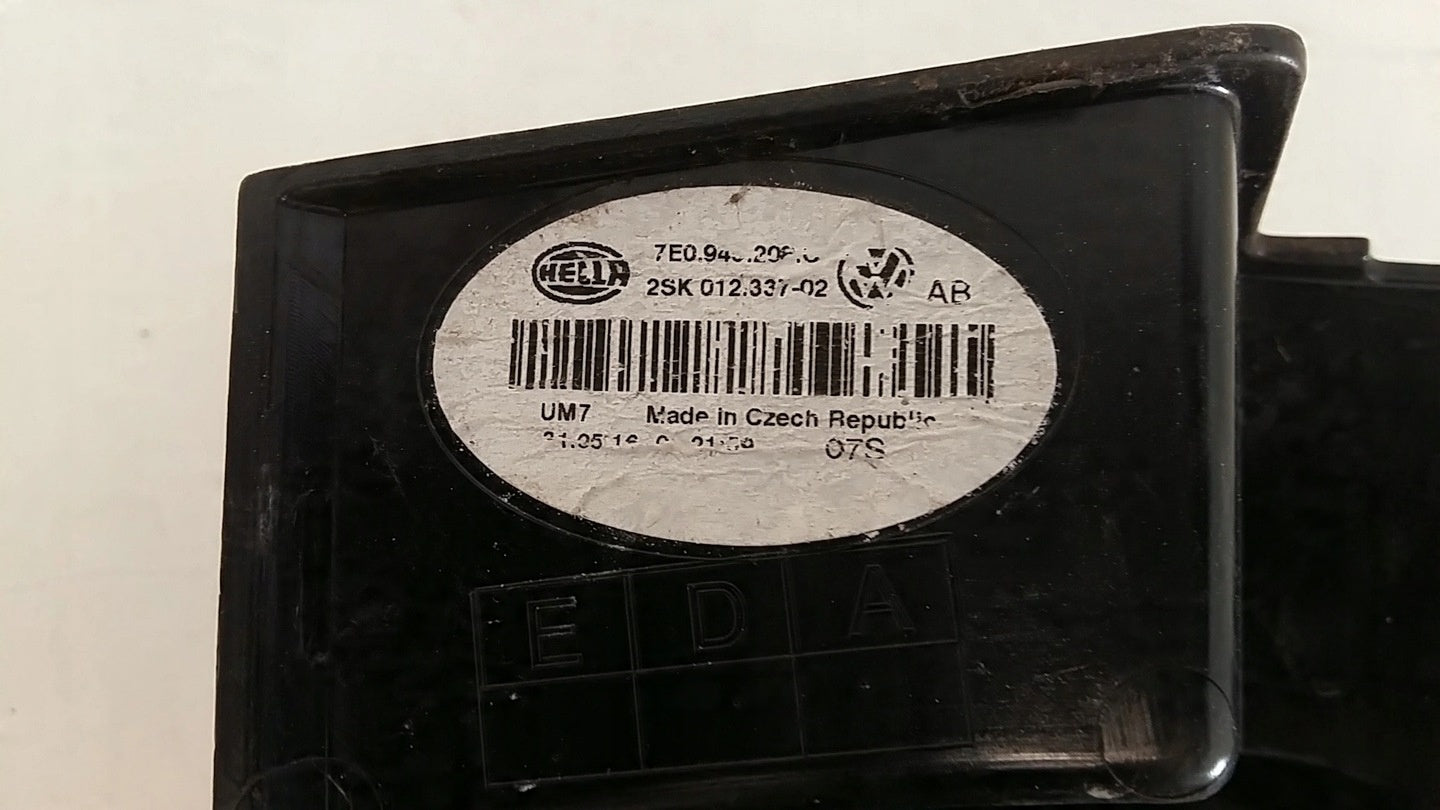 HELLA
2SK 012.337-02
AB
UM7 Made in Czech Republic
07S
E D A